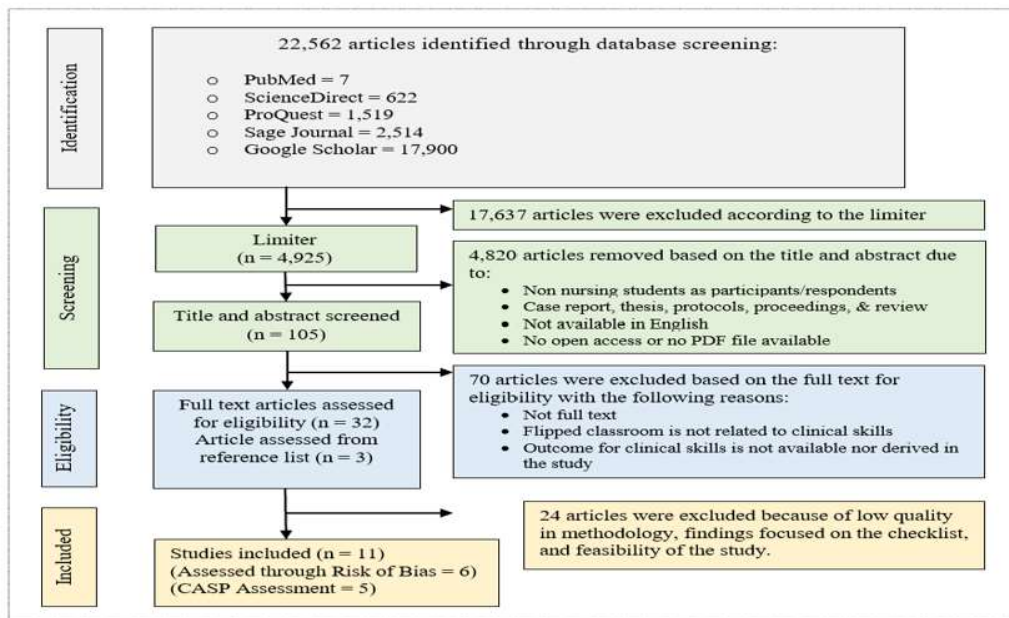 Identification
22,562 articles identified through database screening:
o PubMed = 7
o ScienceDirect = 622
o ProQuest = 1,519
o Sage Journal = 2,514
o Google Scholar = 17,900
Screening
17,637 articles were excluded according to the limiter
Limiter
(n = 4,925)
4,820 articles removed based on the title and abstract due
to:
• Non nursing students as participants/respondents
• Case report, thesis, protocols, proceedings, & review
• Not available in English
• No open access or no PDF file available
Title and abstract screened
(n = 105)
Eligibility
70 articles were excluded based on the full text for
eligibility with the following reasons:
• Not full text
• Flipped classroom is not related to clinical skills
• Outcome for clinical skills is not available nor derived in
the study
Full text articles assessed
for eligibility (n = 32)
Article assessed from
reference list (n = 3)
Included
24 articles were excluded because of low quality
in methodology, findings focused on the checklist,
and feasibility of the study.
Studies included (n = 11)
(Assessed through Risk of Bias = 6)
(CASP Assessment = 5)